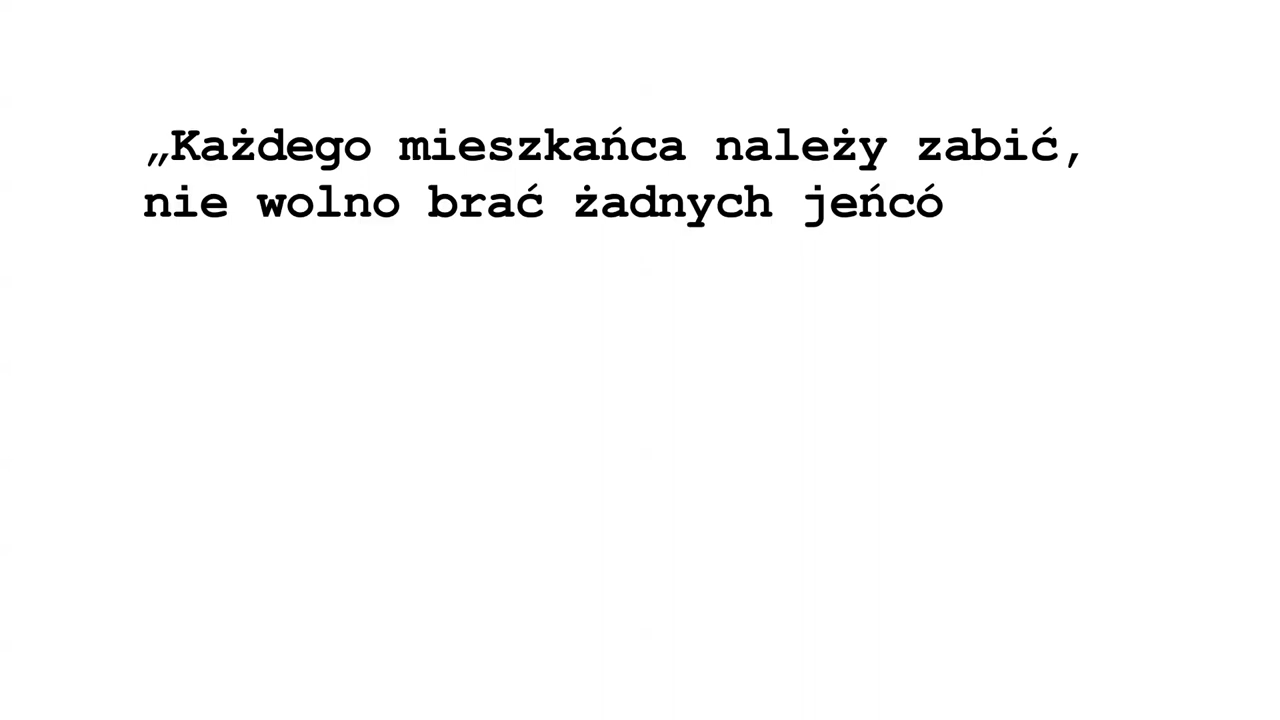 „Każdego mieszkańca należy zabić,
nie wolno brać żadnych jeńcó